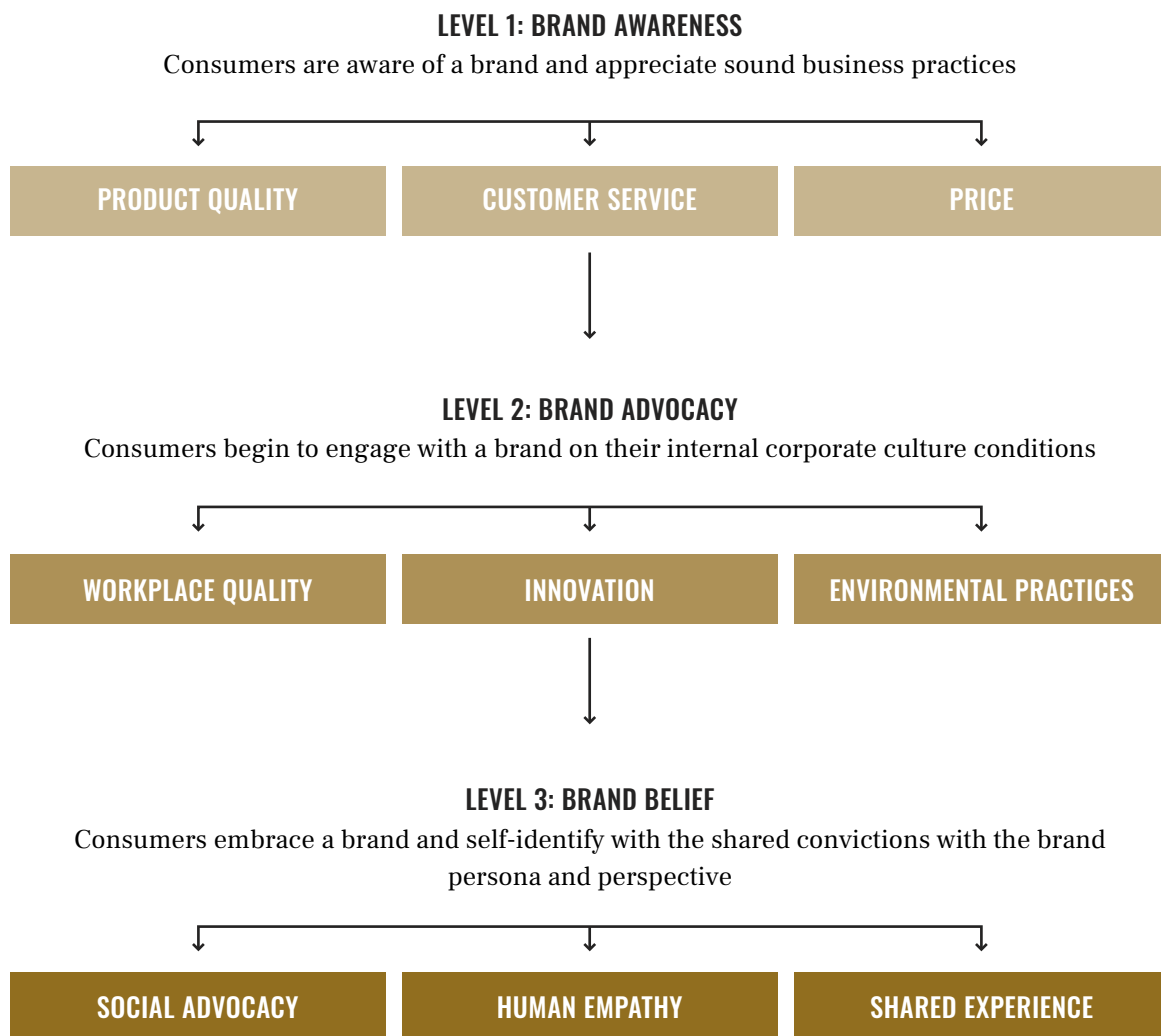 LEVEL 1: BRAND AWARENESS
Consumers are aware of a brand and appreciate sound business practices
PRODUCT QUALITY
CUSTOMER SERVICE
PRICE
LEVEL 2: BRAND ADVOCACY
Consumers begin to engage with a brand on their internal corporate culture conditions
WORKPLACE QUALITY
INNOVATION
ENVIRONMENTAL PRACTICES
LEVEL 3: BRAND BELIEF
Consumers embrace a brand and self-identify with the shared convictions with the brand
persona and perspective
SOCIAL ADVOCACY
HUMAN EMPATHY
SHARED EXPERIENCE